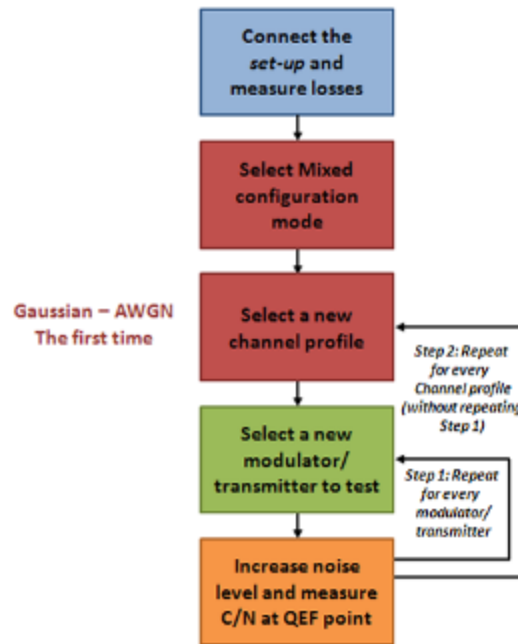 Connect the
set-up and
measure losses
Select Mixed
configuration
mode
Gaussian – AWGN
The first time
Select a new
channel profile
Step 2: Repeat
for every
Channel profile
(without repeating
Step 1)
Select a new
modulator/
transmitter to test
Step 1: Repeat
for every
modulator/
transmitter
Increase noise
level and measure
C/N at QEF point